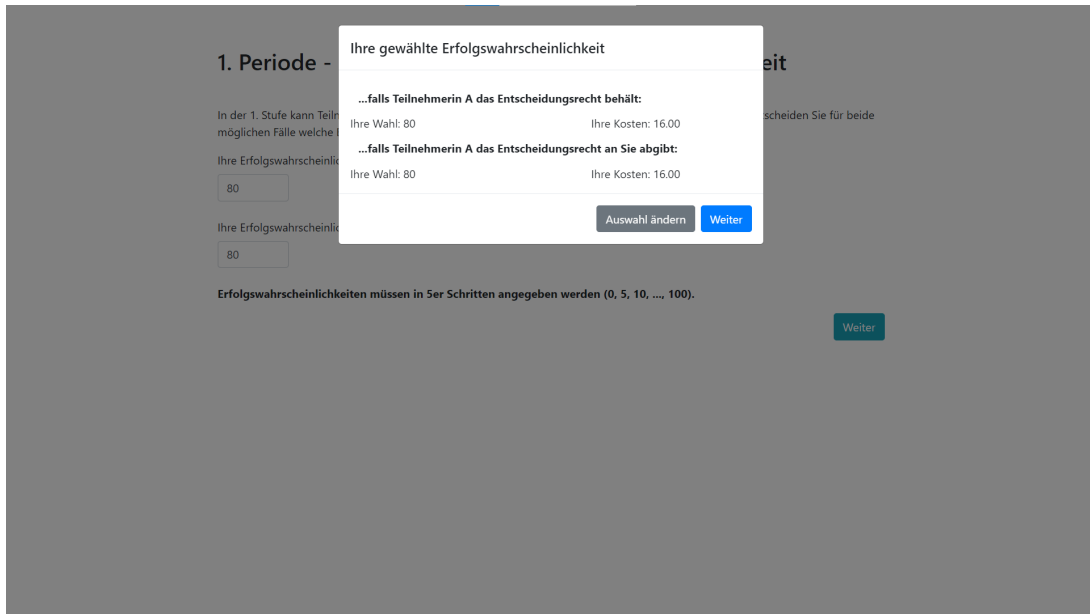 Ihre gewählte Erfolgswahrscheinlichkeit
1. Periode - eit
...falls Teilnehmerin A das Entscheidungsrecht behält:
In der 1. Stufe kann Teiln scheiden Sie für beide
Ihre Wahl: 80 Ihre Kosten: 16.00
möglichen Fälle welche
...falls Teilnehmerin A das Entscheidungsrecht an Sie abgibt:
Ihre Erfolgswahrscheinlic
Ihre Wahl: 80 Ihre Kosten: 16.00
80
Auswahl ändern Weiter
Ihre Erfolgswahrscheinlic
80
Erfolgswahrscheinlichkeiten müssen in 5er Schritten angegeben werden (0, 5, 10, ..., 100).
Weiter